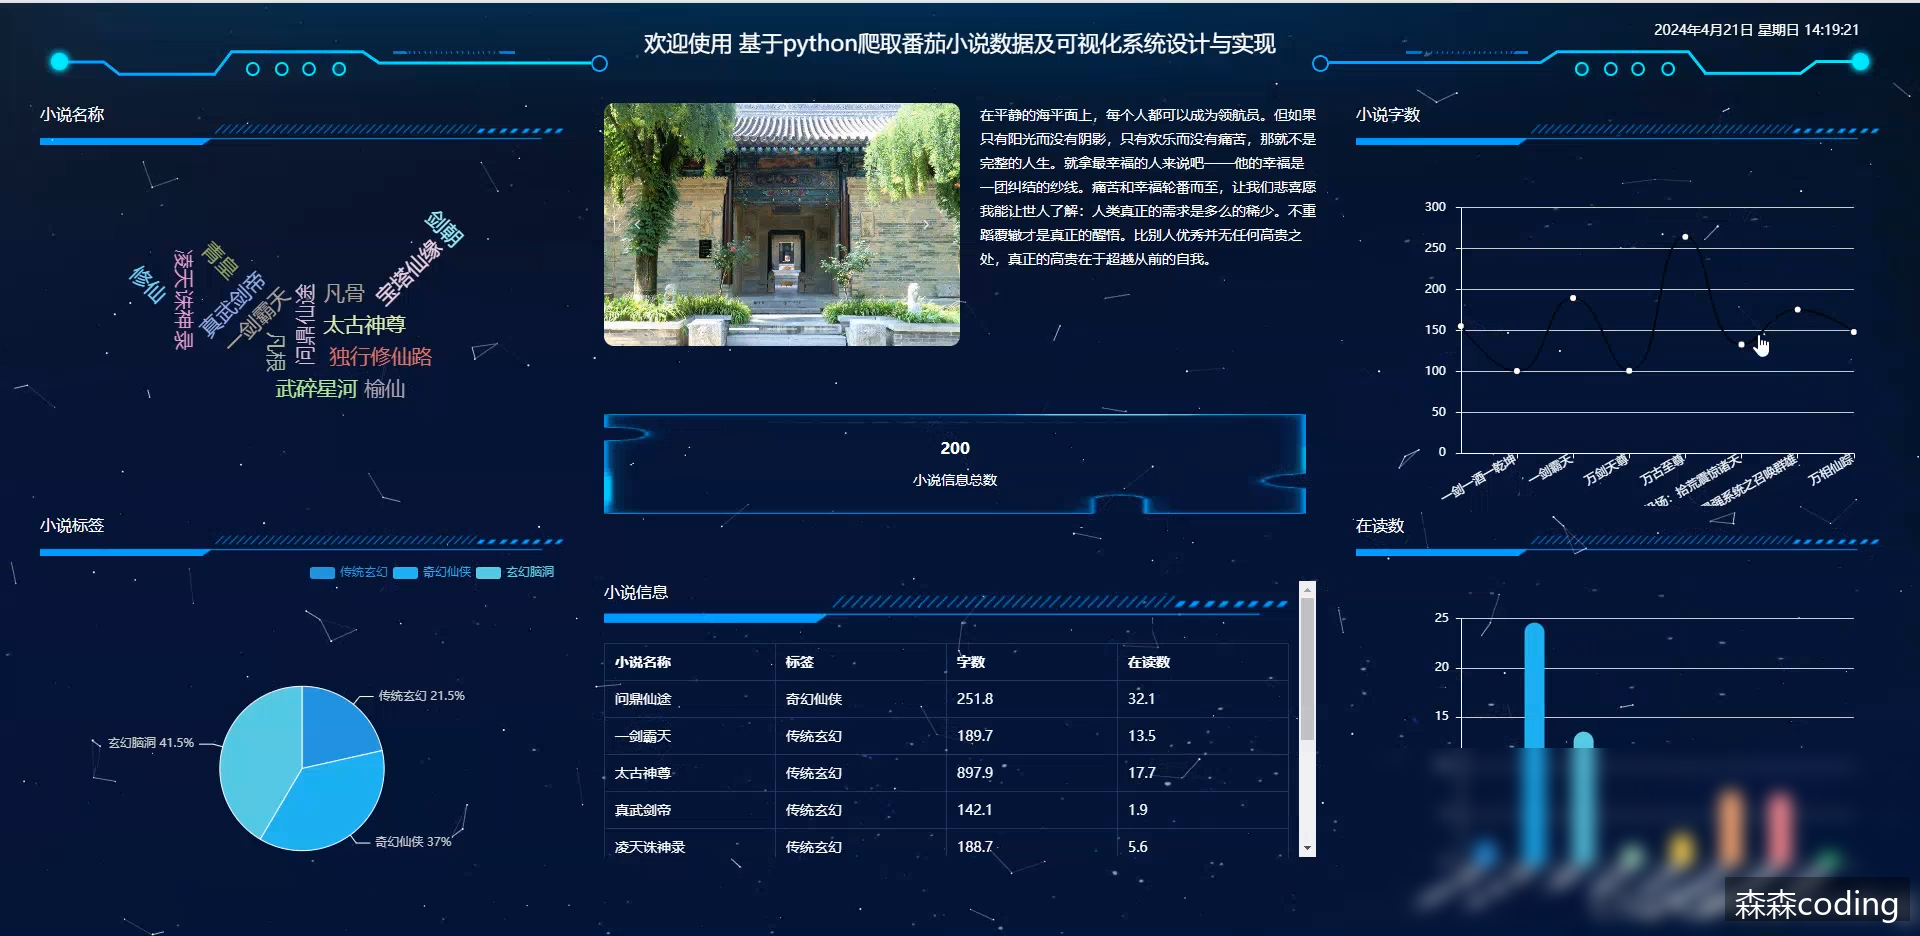 2024年4月21日 星期日 14:19:21
欢迎使用 基于python爬取番茄小说数据及可视化系统设计与实现
小说名称
剑朝
宝塔仙缘
青皇
凌天诛神录
修仙
真武剑帝
一剑霸天
问鼎仙途
凡骨
太古神尊
凡根
独行修仙路
武碎星河
榆仙
小说标签
传统玄幻
奇幻仙侠
玄幻脑洞
传统玄幻 21.5%
玄幻脑洞 41.5%
奇幻仙侠 37%
在平静的海平面上，每个人都可以成为领航员。但如果
只有阳光而没有阴影，只有欢乐而没有痛苦，那就不是
完整的人生。就拿最幸福的人来说吧——他的幸福是
一团纠结的纱线。痛苦和幸福轮番而至，让我们悲喜愿
我能让世人了解：人类真正的需求是多么的稀少。不重
蹈覆辙才是真正的醒悟。比别人优秀并无任何高贵之
处，真正的高贵在于超越从前的自我。
200
小说信息总数
小说信息
小说名称 标签 字数 在读数
问鼎仙途 奇幻仙侠 251.8 32.1
一剑霸天 传统玄幻 189.7 13.5
太古神尊 传统玄幻 897.9 17.7
真武剑帝 传统玄幻 142.1 1.9
凌天诛神录 传统玄幻 188.7 5.6
小说字数
300
250
200
150
100
50
0
一剑一酒一乾坤
一剑霸天
万剑天尊
万古至尊
场：拾荒震惊诸天
强系统之召唤群雄
万相仙踪
在读数
25
20
15
森森coding